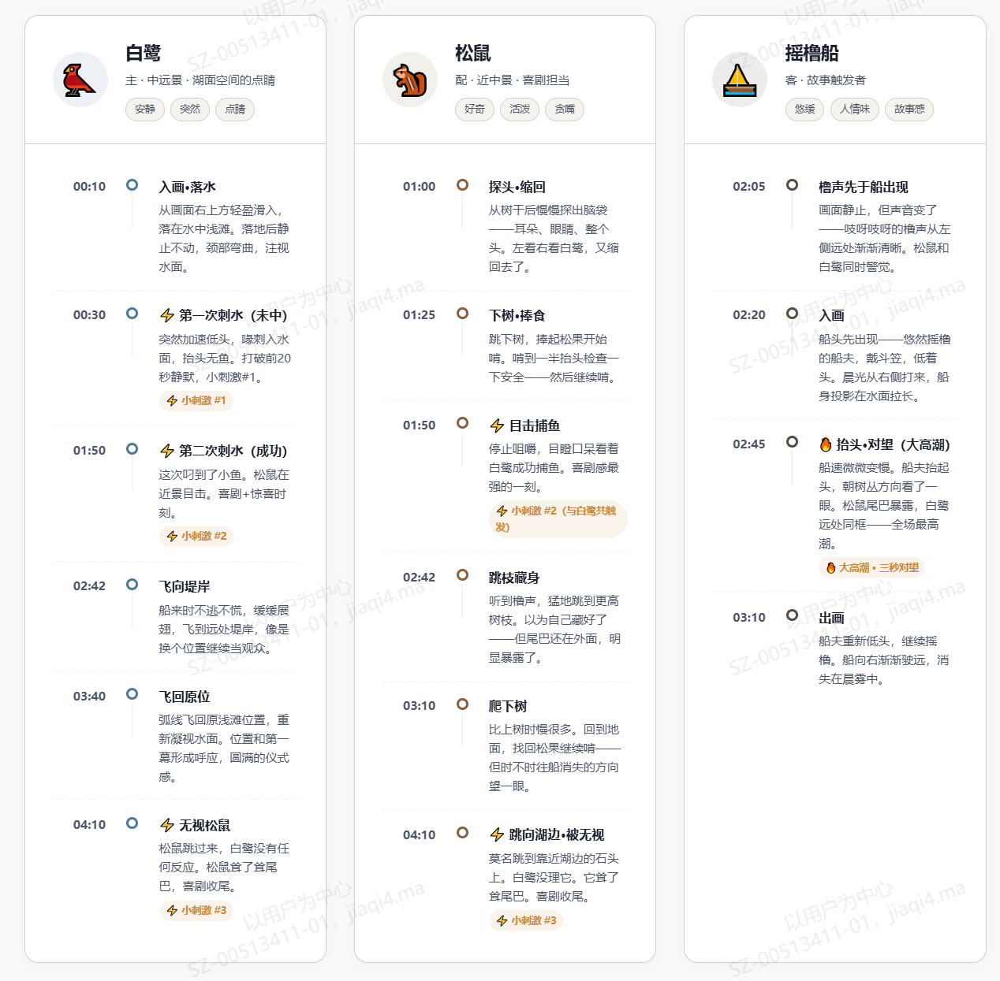 白鹭
主 · 中远景 · 湖面空间的点睛
安静
突然
点睛
00:10
入画•落水
从画面右上方轻盈滑入，
落在水中浅滩。落地后静
止不动，颈部弯曲，注视
水面。
00:30
⚡ 第一次刺水（未中）
突然加速低头，喙刺入水
面，抬头无鱼。打破前20
秒静默，小刺激#1。
⚡ 小刺激 #1
01:50
⚡ 第二次刺水（成功）
这次叼到了小鱼。松鼠在
近景目击。喜剧+惊喜时
刻。
⚡ 小刺激 #2
02:42
飞向堤岸
船来时不逃不慌，缓缓展
翅，飞到远处堤岸，像是
换个位置继续当观众。
03:40
飞回原位
弧线飞回原浅滩位置，重
新凝视水面。位置和第一
幕形成呼应，圆满的仪式
感。
04:10
⚡ 无视松鼠
松鼠跳过来，白鹭没有任
何反应。松鼠耸了耸尾
巴，喜剧收尾。
⚡ 小刺激 #3
松鼠
配 · 近中景 · 喜剧担当
好奇
活泼
贪嘴
01:00
探头•缩回
从树干后慢慢探出脑袋
——耳朵、眼睛、整个
头。左看右看白鹭，又缩
回去了。
01:25
下树•捧食
跳下树，捧起松果开始
啃。啃到一半抬头检查一
下安全——然后继续啃。
01:50
⚡ 目击捕鱼
停止咀嚼，目瞪口呆看着
白鹭成功捕鱼。喜剧感最
强的一刻。
⚡ 小刺激 #2（与白鹭共触
发）
02:42
跳枝藏身
听到橹声，猛地跳到更高
树枝。以为自己藏好了
——但尾巴还在外面，明
显暴露了。
03:10
爬下树
比上树时慢很多。回到地
面，找回松果继续啃——
但时不时往船消失的方向
望一眼。
04:10
⚡ 跳向湖边•被无视
莫名跳到靠近湖边的石头
上。白鹭没理它。它耸了
耸尾巴。喜剧收尾。
⚡ 小刺激 #3
摇橹船
客 · 故事触发者
悠缓
人情味
故事感
02:05
橹声先于船出现
画面静止，但声音变了
——吱呀吱呀的橹声从左
侧远处渐渐清晰。松鼠和
白鹭同时警觉。
02:20
入画
船头先出现——悠然摇橹
的船夫，戴斗笠，低着
头。晨光从右侧打来，船
身投影在水面拉长。
02:45
🔥 抬头•对望（大高潮）
船速微微变慢。船夫抬起
头，朝树丛方向看了一
眼。松鼠尾巴暴露，白鹭
远处同框——全场最高
潮。
🔥 大高潮 • 三秒对望
03:10
出画
船夫重新低头，继续摇
橹。船向右渐渐驶远，消
失在晨雾中。
以用户为中心
SZ-00513411-01，jiaqi4.ma